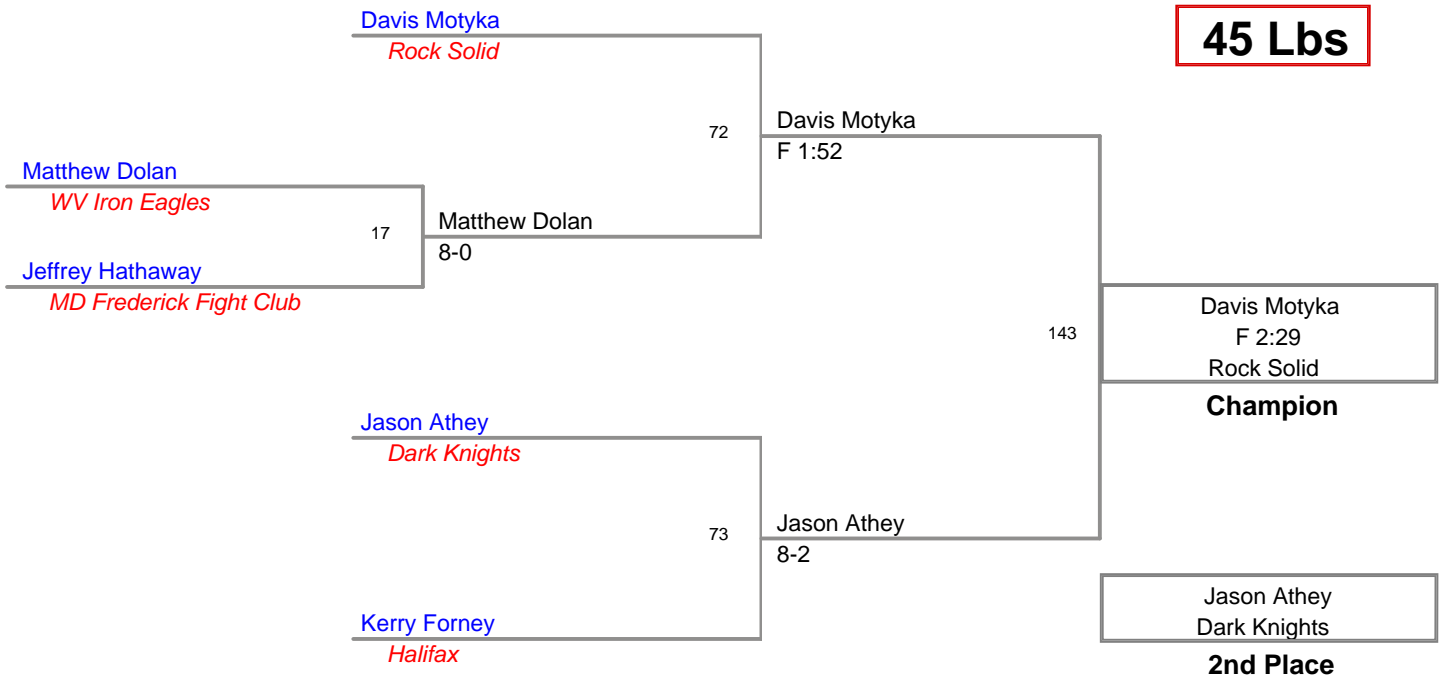 45 Lbs
Davis Motyka
Rock Solid
72
Davis Motyka
F 1:52
Matthew Dolan
WV Iron Eagles
17
Matthew Dolan
8-0
Jeffrey Hathaway
MD Frederick Fight Club
143
Davis Motyka
F 2:29
Rock Solid
Champion
Jason Athey
Dark Knights
73
Jason Athey
8-2
Kerry Forney
Halifax
Jason Athey
Dark Knights
2nd Place